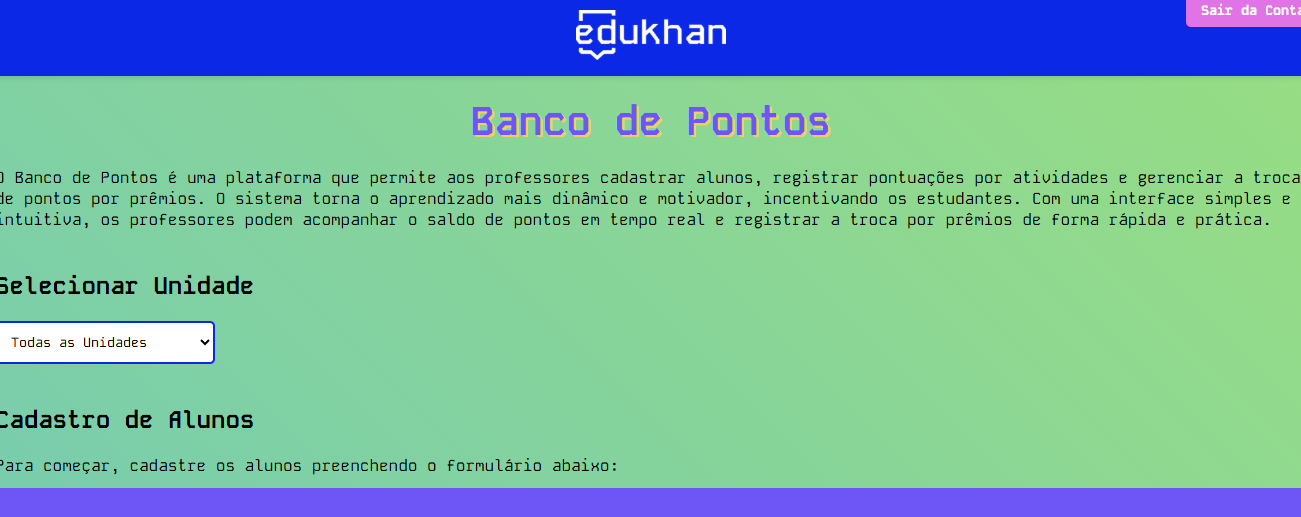 Sair da Conta
edukhan
Banco de Pontos
O Banco de Pontos é uma plataforma que permite aos professores cadastrar alunos, registrar pontuações por atividades e gerenciar a troca
de pontos por prêmios. O sistema torna o aprendizado mais dinâmico e motivador, incentivando os estudantes. Com uma interface simples e
intuitiva, os professores podem acompanhar o saldo de pontos em tempo real e registrar a troca por prêmios de forma rápida e prática.
Selecionar Unidade
Todas as Unidades
Cadastro de Alunos
Para começar, cadastre os alunos preenchendo o formulário abaixo: